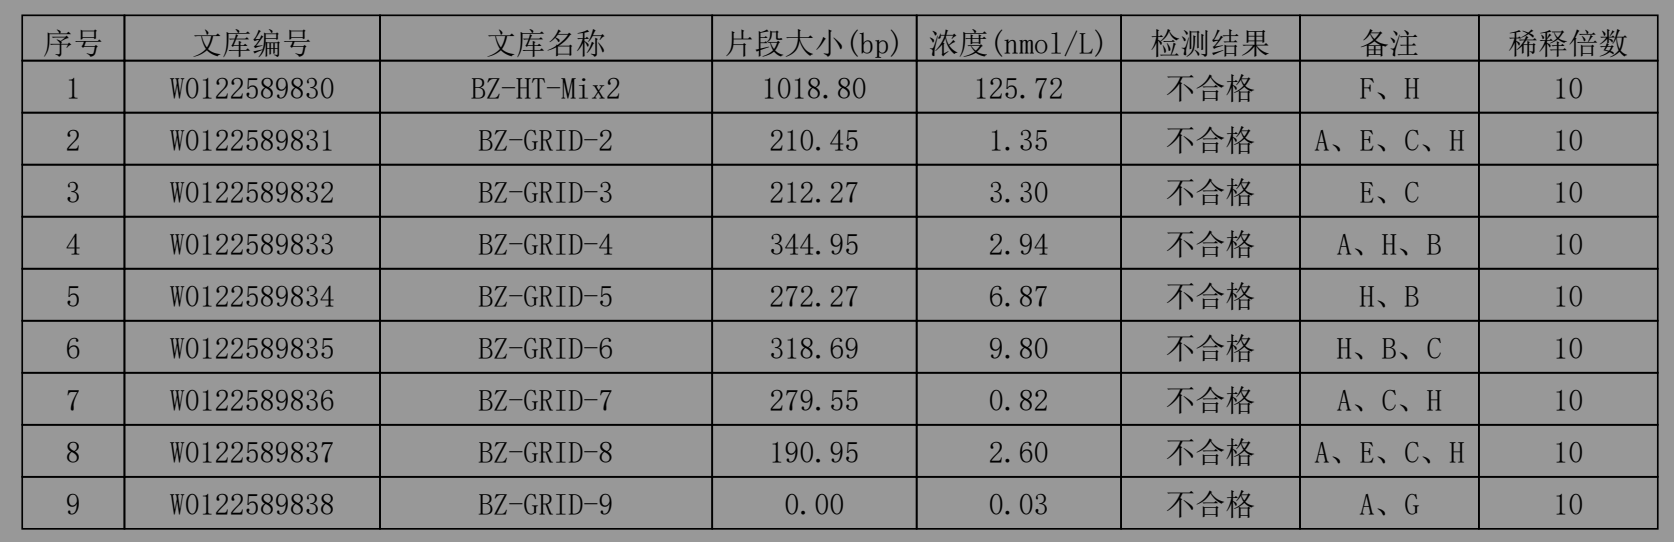 序号 文库编号 文库名称 片段大小(bp) 浓度(nmol/L) 检测结果 备注 稀释倍数
1 W0122589830 BZ-HT-Mix2 1018.80 125.72 不合格 F、H 10
2 W0122589831 BZ-GRID-2 210.45 1.35 不合格 A、E、C、H 10
3 W0122589832 BZ-GRID-3 212.27 3.30 不合格 E、C 10
4 W0122589833 BZ-GRID-4 344.95 2.94 不合格 A、H、B 10
5 W0122589834 BZ-GRID-5 272.27 6.87 不合格 H、B 10
6 W0122589835 BZ-GRID-6 318.69 9.80 不合格 H、B、C 10
7 W0122589836 BZ-GRID-7 279.55 0.82 不合格 A、C、H 10
8 W0122589837 BZ-GRID-8 190.95 2.60 不合格 A、E、C、H 10
9 W0122589838 BZ-GRID-9 0.00 0.03 不合格 A、G 10